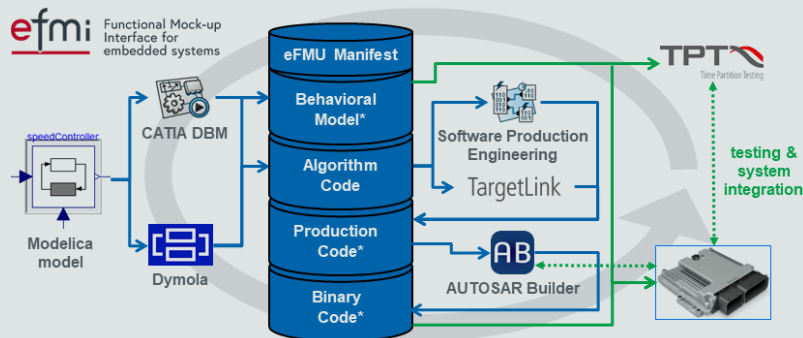 efmi
Functional Mock-up
Interface for
embedded systems
eFMU Manifest
Behavioral
Model*
Algorithm
Code
Production
Code*
Binary
Code*
speedController
Modelica
model
CATIA DBM
Dymola
Software Production
Engineering
TargetLink
AB
AUTOSAR Builder
TPT
Time Partition Testing
testing &
system
integration